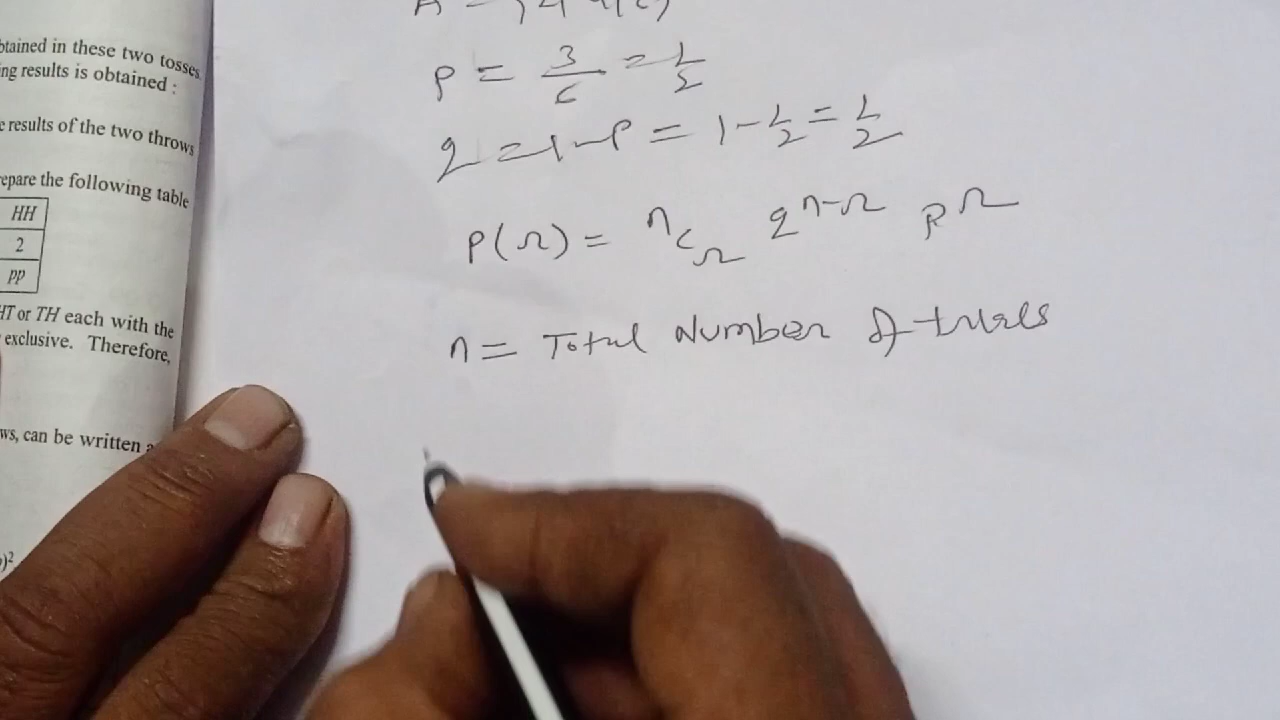 btained in these two tosses
ng results is obtained :
e results of the two throws
epare the following table
HH
2
PP
HT or TH each with the
exclusive. Therefore,
ws, can be written
)²
P = 3/6 = 1/2
q = 1-P = 1 - 1/2 = 1/2
P(r) = ⁿCᵣ qⁿ⁻ʳ pʳ
n = Total Number of trials